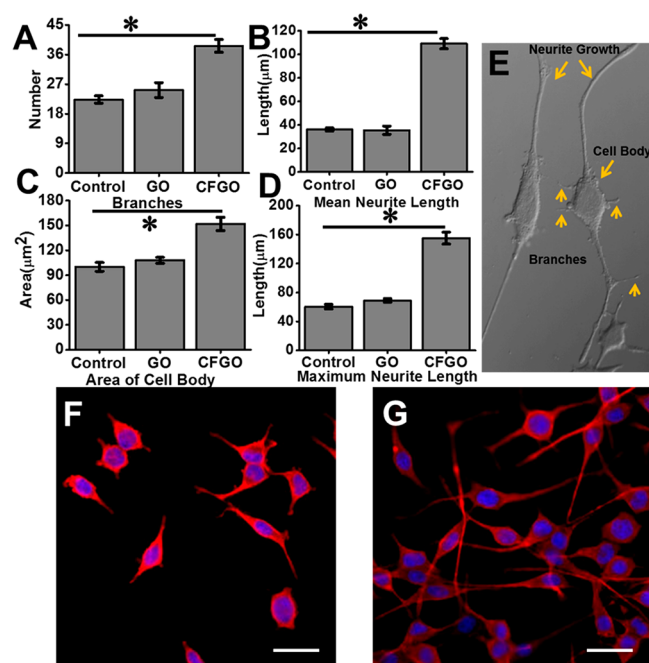 A
*
45
36
27
18
9
0
Number
Control GO CFGO
Branches
B
*
120
100
80
60
40
20
0
Length(μm)
Control GO CFGO
Mean Neurite Length
C
*
180
150
120
90
60
30
0
Area(μm²)
Control GO CFGO
Area of Cell Body
D
*
200
160
120
80
40
0
Length(μm)
Control GO CFGO
Maximum Neurite Length
E
Neurite Growth
Cell Body
Branches
F
G